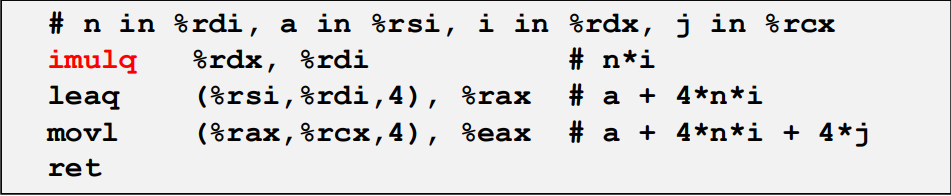 # n in %rdi, a in %rsi, i in %rdx, j in %rcx
imulq %rdx, %rdi # n*i
leaq (%rsi,%rdi,4), %rax # a + 4*n*i
movl (%rax,%rcx,4), %eax # a + 4*n*i + 4*j
ret